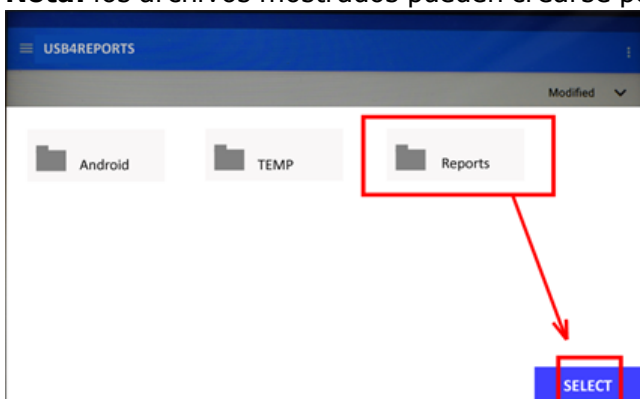 Nota: los archivos mostrados pueden crearse p
USB4REPORTS
Modified
Android TEMP Reports
SELECT